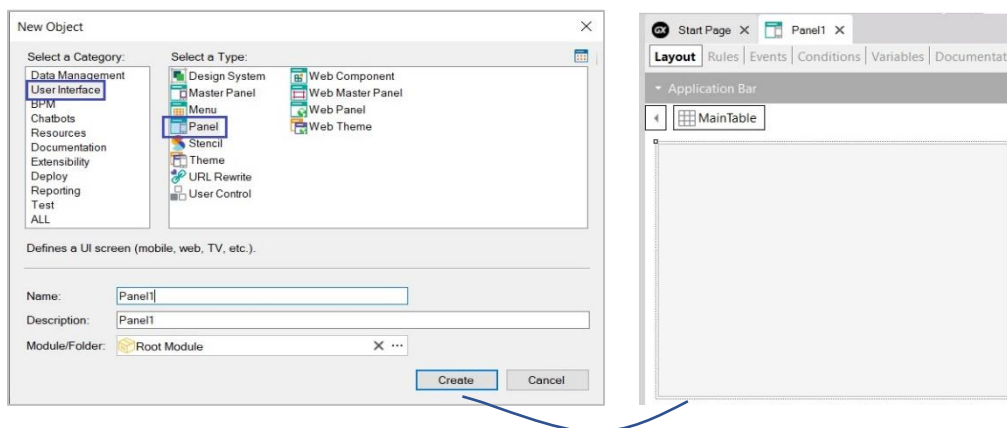 New Object
Select a Category:
Data Management
User Interface
BPM
Chatbots
Resources
Documentation
Extensibility
Deploy
Reporting
Test
ALL
Select a Type:
Design System
Master Panel
Menu
Panel
Stencil
Theme
URL Rewrite
User Control
Web Component
Web Master Panel
Web Panel
Web Theme
Defines a UI screen (mobile, web, TV, etc.).
Name: Panel1
Description: Panel1
Module/Folder: Root Module
Create Cancel
GX Start Page Panel1
Layout Rules Events Conditions Variables Documentat
Application Bar
MainTable